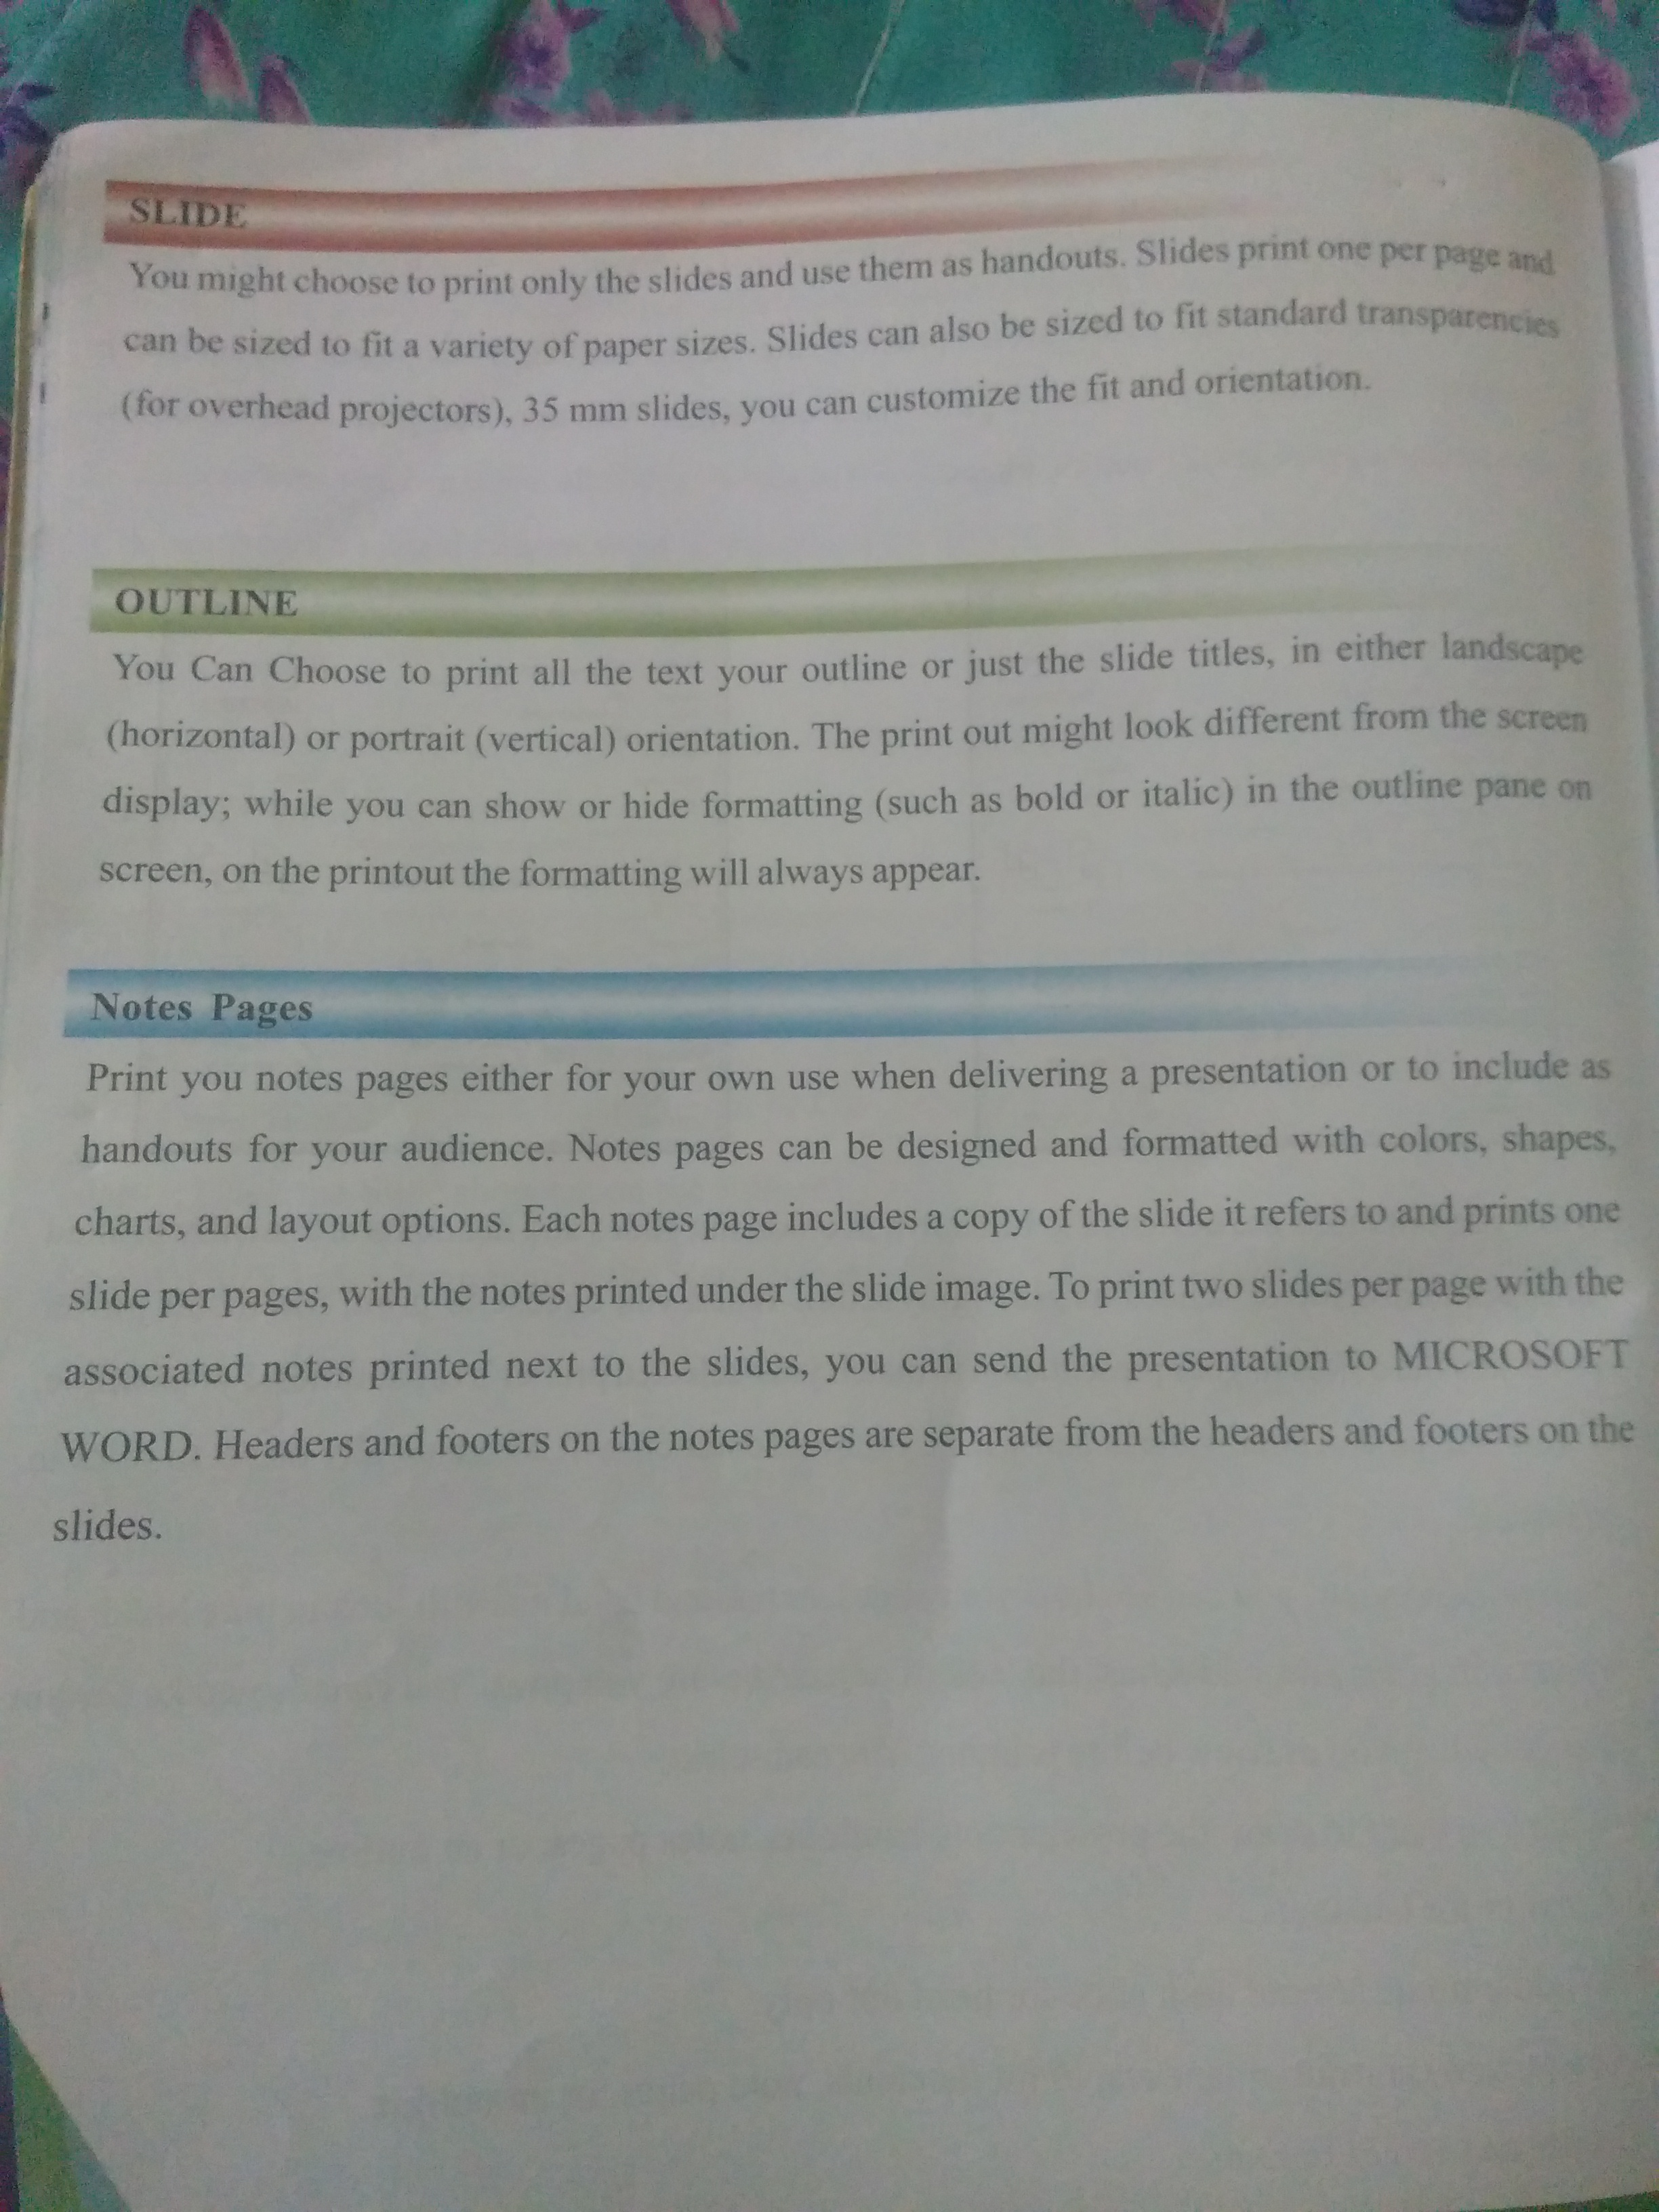 SLIDE
You might choose to print only the slides and use them as handouts. Slides print one per page and
can be sized to fit a variety of paper sizes. Slides can also be sized to fit standard transparencies
(for overhead projectors), 35 mm slides, you can customize the fit and orientation.
OUTLINE
You Can Choose to print all the text your outline or just the slide titles, in either landscape
(horizontal) or portrait (vertical) orientation. The print out might look different from the screen
display; while you can show or hide formatting (such as bold or italic) in the outline pane on
screen, on the printout the formatting will always appear.
Notes Pages
Print you notes pages either for your own use when delivering a presentation or to include as
handouts for your audience. Notes pages can be designed and formatted with colors, shapes,
charts, and layout options. Each notes page includes a copy of the slide it refers to and prints one
slide per pages, with the notes printed under the slide image. To print two slides per page with the
associated notes printed next to the slides, you can send the presentation to MICROSOFT
WORD. Headers and footers on the notes pages are separate from the headers and footers on the
slides.